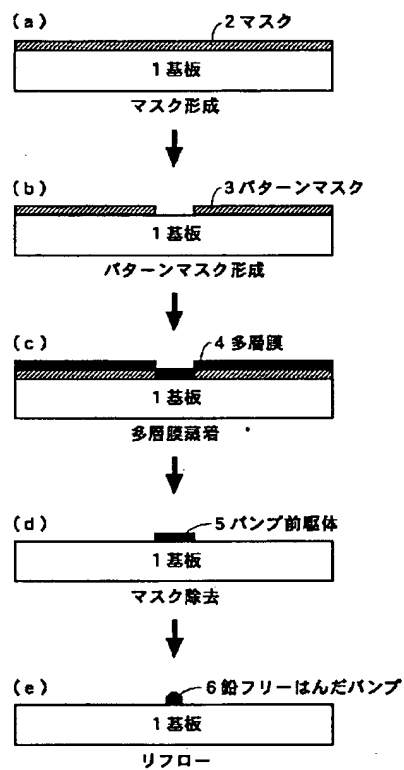 (a)
2マスク
1基板
マスク形成
(b)
3パターンマスク
1基板
パターンマスク形成
(c)
4多層膜
1基板
多層膜蒸着
(d)
5バンプ前駆体
1基板
マスク除去
(e)
6鉛フリーはんだバンプ
1基板
リフロー